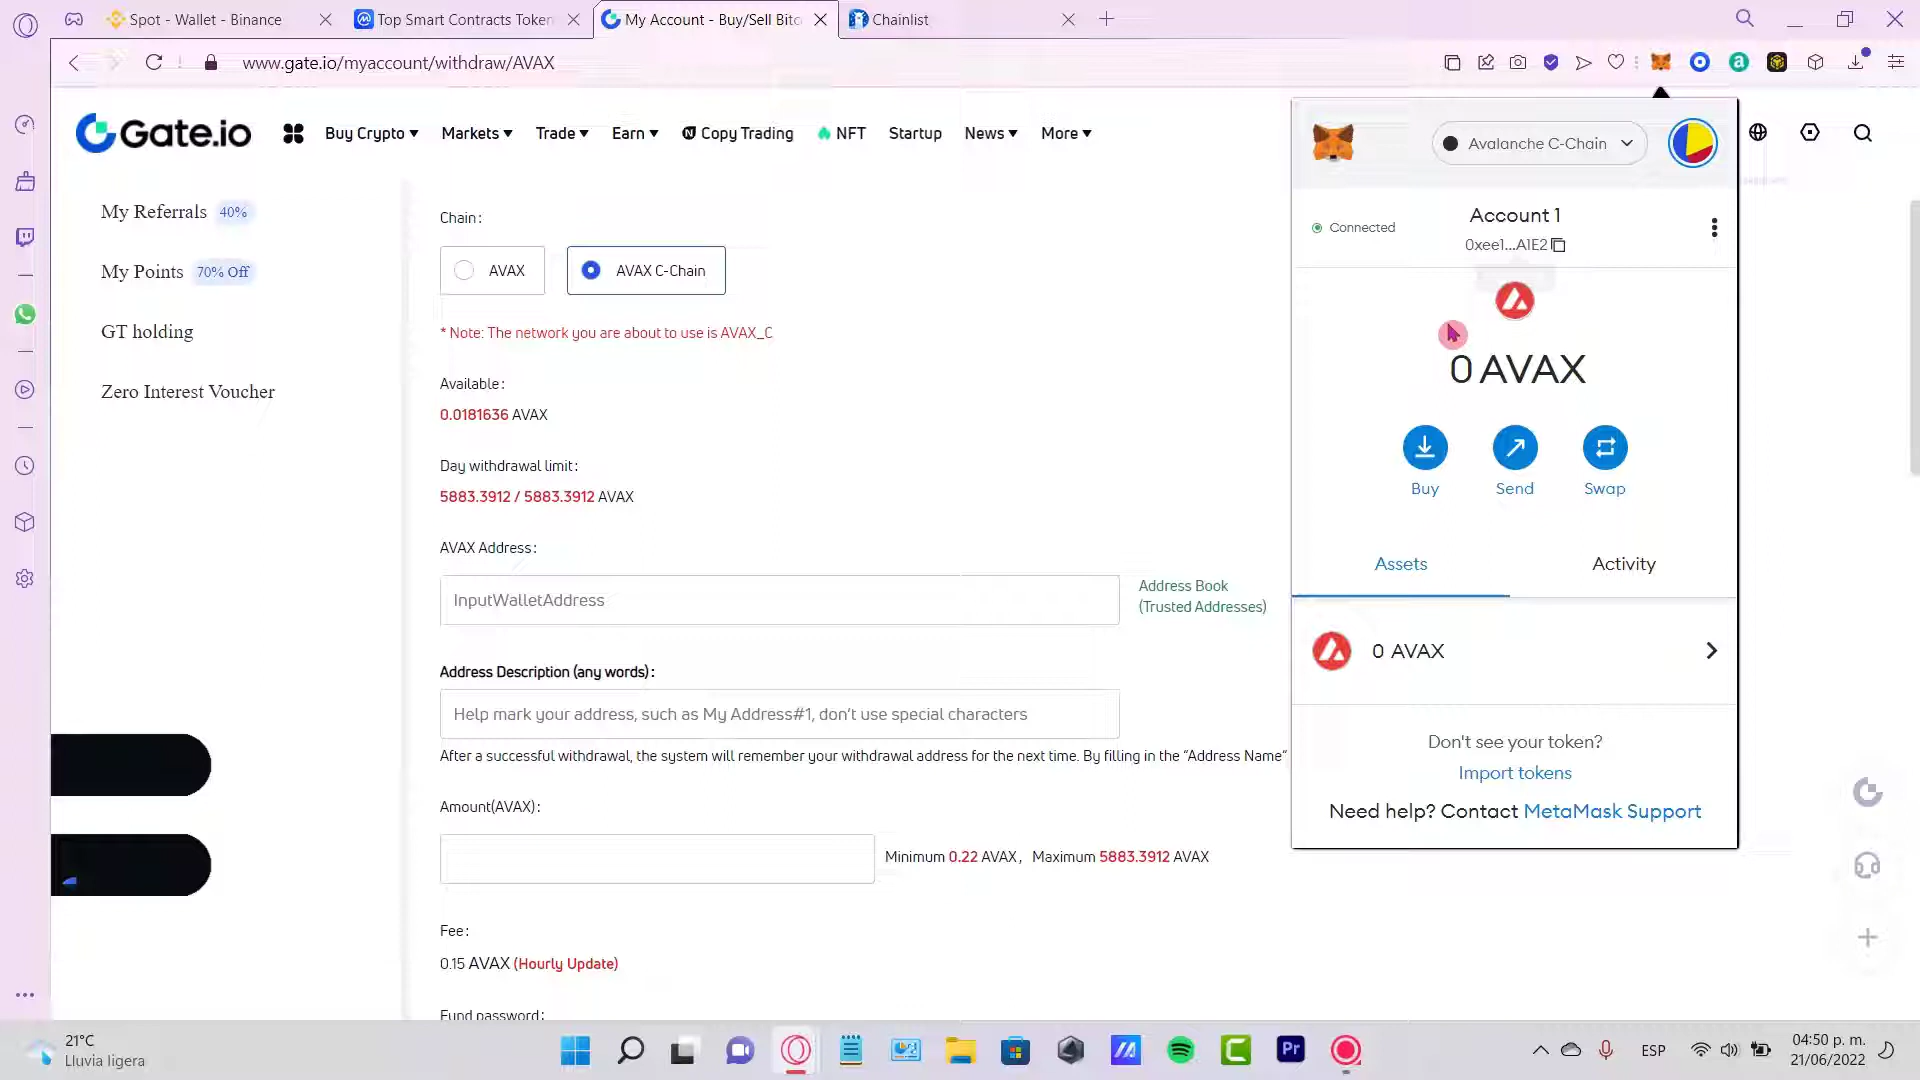 Spot - Wallet - Binance
Top Smart Contracts Token
My Account - Buy/Sell Bitc
Chainlist
www.gate.io/myaccount/withdraw/AVAX
Gate.io
Buy Crypto
Markets
Trade
Earn
Copy Trading
NFT
Startup
News
More
My Referrals 40%
My Points 70% Off
GT holding
Zero Interest Voucher
Chain:
AVAX
AVAX C-Chain
* Note: The network you are about to use is AVAX_C
Available:
0.0181636 AVAX
Day withdrawal limit:
5883.3912 / 5883.3912 AVAX
AVAX Address:
InputWalletAddress
Address Book
(Trusted Addresses)
Address Description (any words):
Help mark your address, such as My Address#1, don't use special characters
After a successful withdrawal, the system will remember your withdrawal address for the next time. By filling in the "Address Name"
Amount(AVAX):
Minimum 0.22 AVAX, Maximum 5883.3912 AVAX
Fee:
0.15 AVAX (Hourly Update)
Fund password:
Avalanche C-Chain
Connected
Account 1
0xee1...A1E2
0 AVAX
Buy
Send
Swap
Assets
Activity
0 AVAX
Don't see your token?
Import tokens
Need help? Contact MetaMask Support
21°C
Lluvia ligera
Pr
ESP
04:50 p. m.
21/06/2022